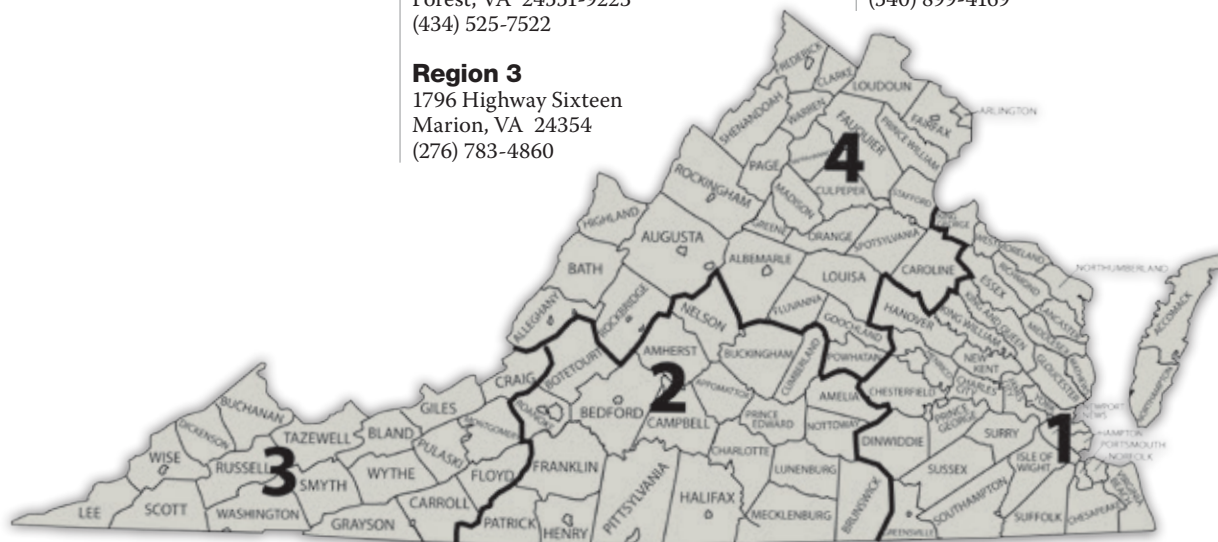 Forest, VA 24551-9223
(434) 525-7522
Region 3
1796 Highway Sixteen
Marion, VA 24354
(276) 783-4860
(540) 899-4169
FREDERICK
CLARKE
LOUDOUN
SHENANDOAH
WARREN
FAUQUIER
FAIRFAX
ARLINGTON
PRINCE WILLIAM
4
PAGE
ROCKINGHAM
MADISON
CULPEPER
STAFFORD
HIGHLAND
AUGUSTA
GREENE
ORANGE
SPOTSYLVANIA
KING GEORGE
WESTMORELAND
BATH
ALBEMARLE
LOUISA
CAROLINE
ESSEX
RICHMOND
NORTHUMBERLAND
ALLEGHANY
ROCKBRIDGE
NELSON
FLUVANNA
GOOCHLAND
HANOVER
KING WILLIAM
KING AND QUEEN
LANCASTER
MIDDLESEX
ACCOMACK
CRAIG
BOTETOURT
AMHERST
BUCKINGHAM
CUMBERLAND
POWHATAN
HENRICO
NEW KENT
GLOUCESTER
MATHEWS
NORTHAMPTON
BUCHANAN
GILES
ROANOKE
BEDFORD
2
CAMPBELL
APPOMATTOX
PRINCE EDWARD
AMELIA
NOTTOWAY
CHESTERFIELD
CHARLES CITY
YORK
NEWPORT NEWS
HAMPTON
PORTSMOUTH
NORFOLK
DICKENSON
TAZEWELL
BLAND
PULASKI
MONTGOMERY
CHARLOTTE
DINWIDDIE
PRINCE GEORGE
SURRY
1
ISLE OF WIGHT
WISE
RUSSELL
3
SMYTH
WYTHE
FLOYD
FRANKLIN
PITTSYLVANIA
HALIFAX
LUNENBURG
MECKLENBURG
BRUNSWICK
SUSSEX
SOUTHAMPTON
VIRGINIA BEACH
LEE
SCOTT
WASHINGTON
GRAYSON
CARROLL
PATRICK
HENRY
GREENSVILLE
SUFFOLK
CHESAPEAKE